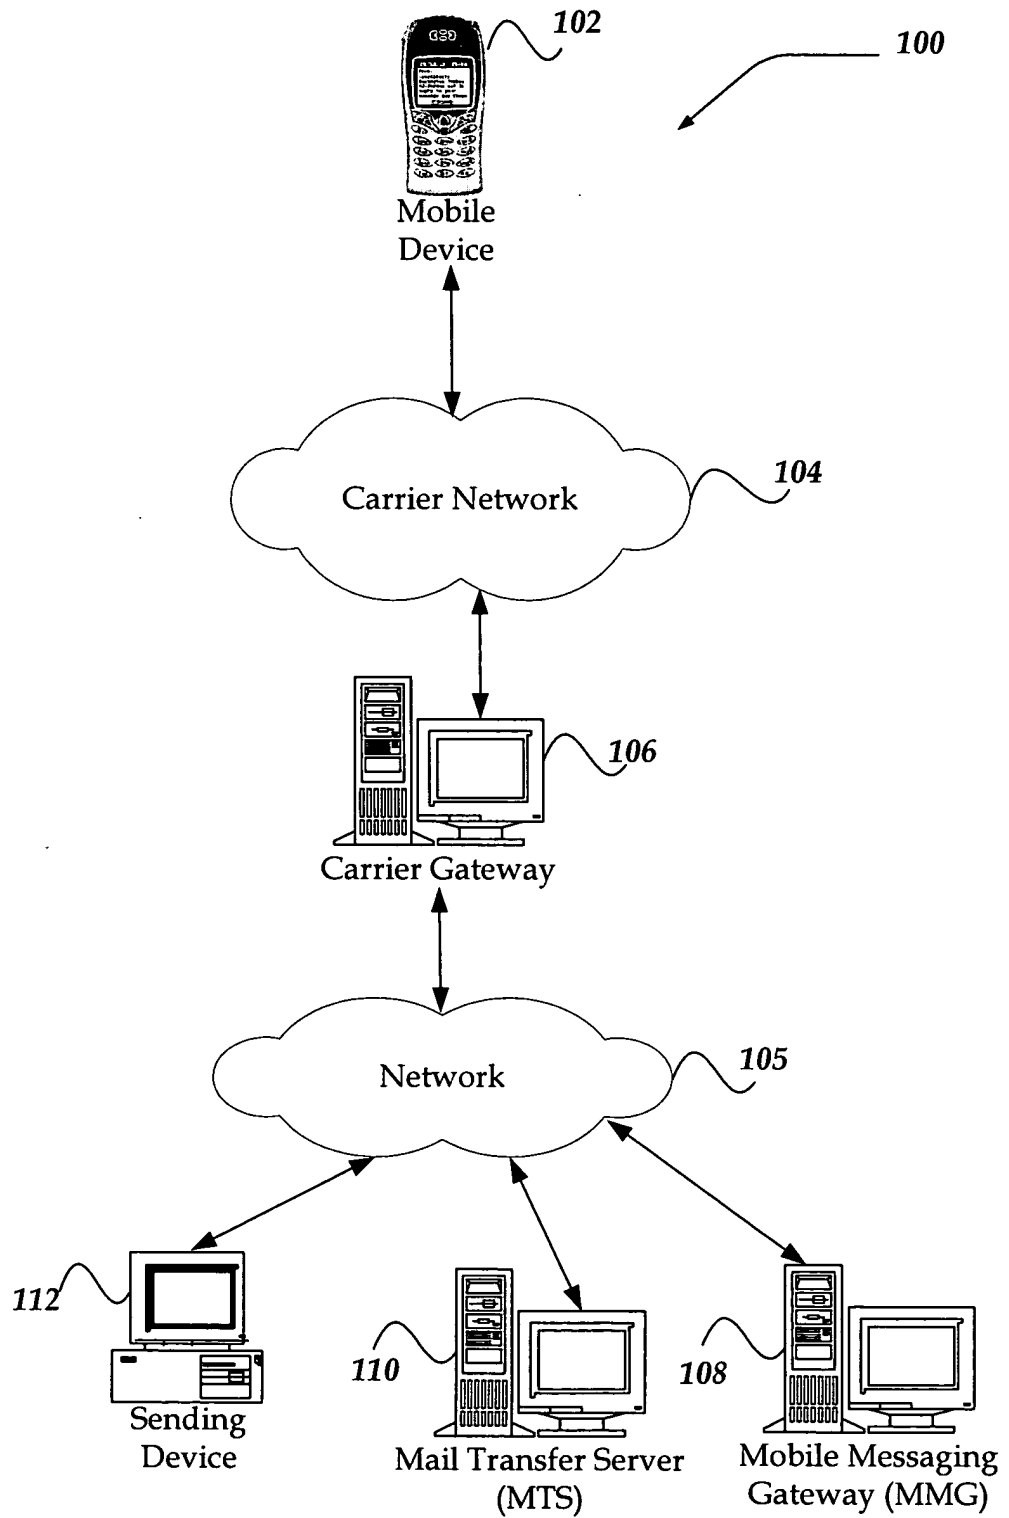 102
100
Mobile
Device
Carrier Network
104
106
Carrier Gateway
Network
105
112
110
108
Sending
Device
Mail Transfer Server
(MTS)
Mobile Messaging
Gateway (MMG)